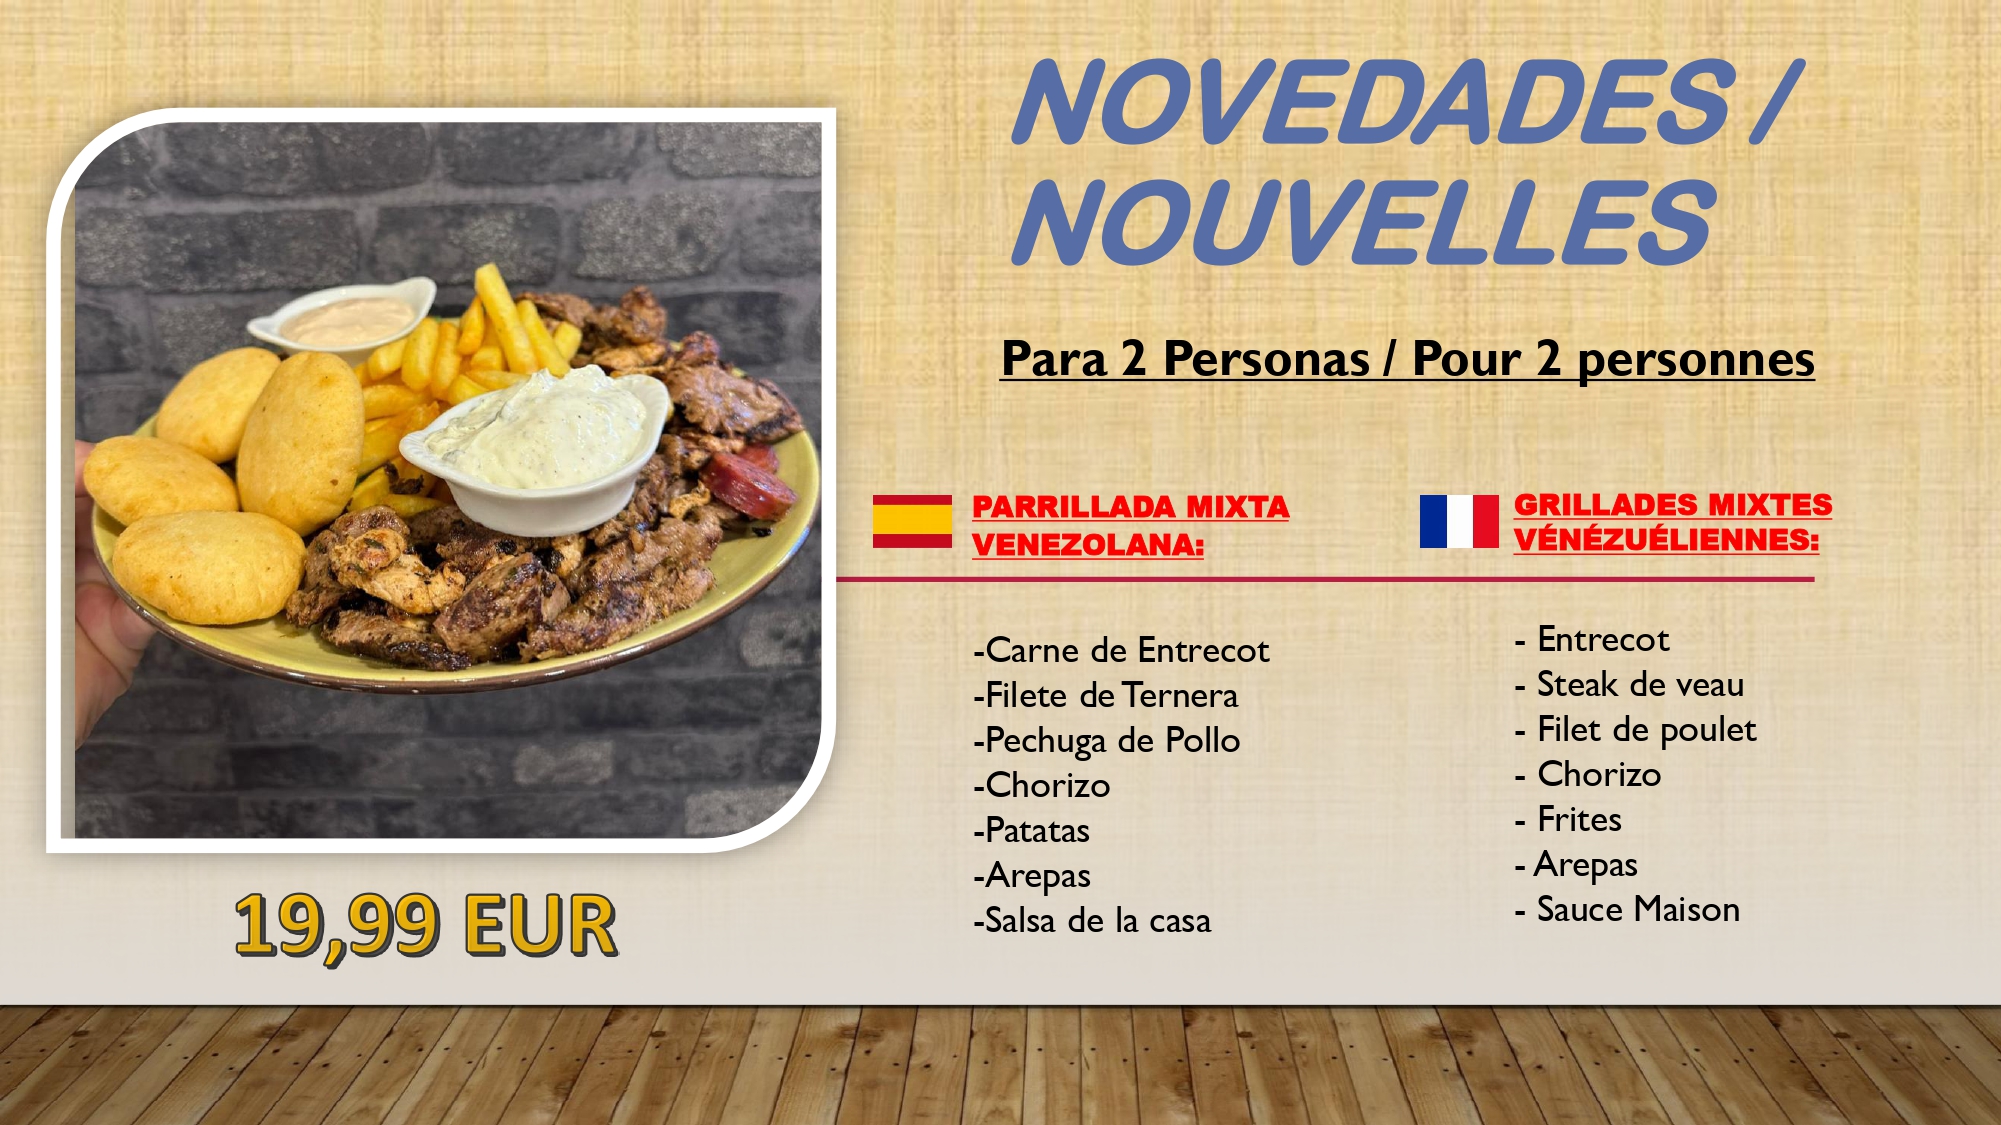 NOVEDADES /
NOUVELLES
Para 2 Personas / Pour 2 personnes
PARRILLADA MIXTA
VENEZOLANA:
-Carne de Entrecot
-Filete de Ternera
-Pechuga de Pollo
-Chorizo
-Patatas
-Arepas
-Salsa de la casa
GRILLADES MIXTES
VÉNÉZUÉLIENNES:
- Entrecot
- Steak de veau
- Filet de poulet
- Chorizo
- Frites
- Arepas
- Sauce Maison
19,99 EUR